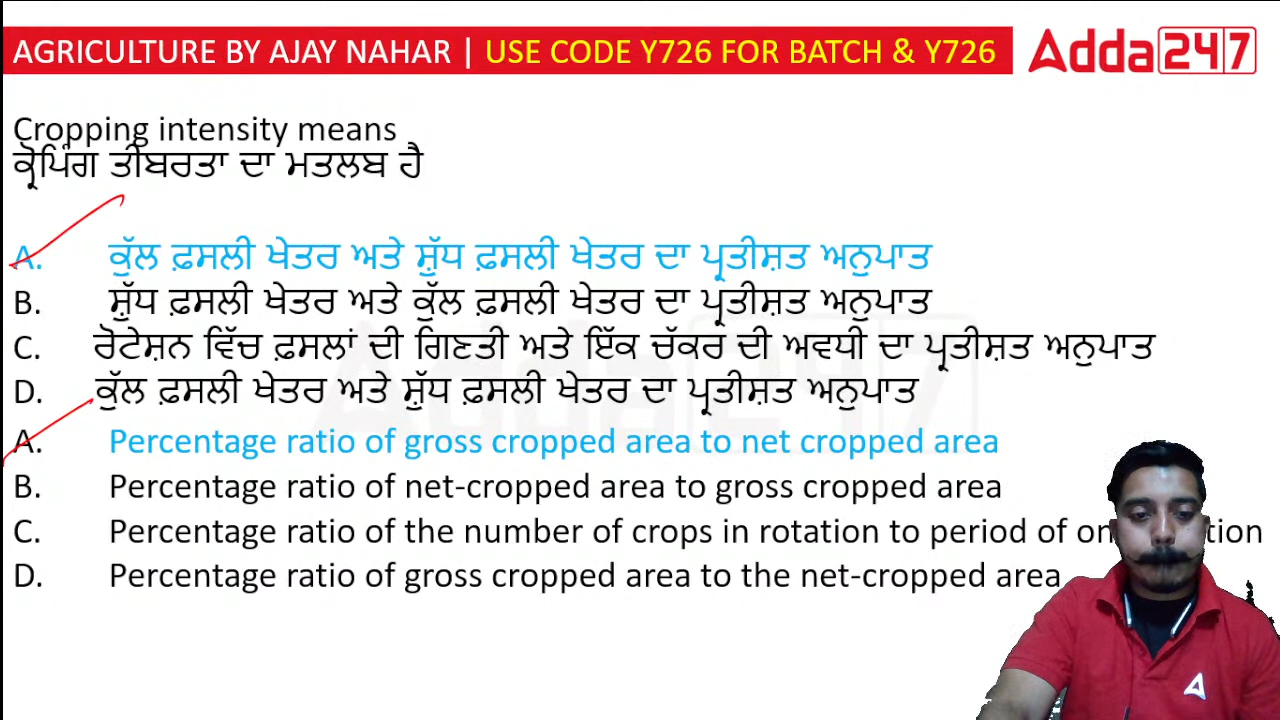 AGRICULTURE BY AJAY NAHAR | USE CODE Y726 FOR BATCH & Y726
Adda247
Cropping intensity means
ਕ੍ਰੋਪਿੰਗ ਤੀਬਰਤਾ ਦਾ ਮਤਲਬ ਹੈ
A. ਕੁੱਲ ਫ਼ਸਲੀ ਖੇਤਰ ਅਤੇ ਸ਼ੁੱਧ ਫ਼ਸਲੀ ਖੇਤਰ ਦਾ ਪ੍ਰਤੀਸ਼ਤ ਅਨੁਪਾਤ
B. ਸ਼ੁੱਧ ਫ਼ਸਲੀ ਖੇਤਰ ਅਤੇ ਕੁੱਲ ਫ਼ਸਲੀ ਖੇਤਰ ਦਾ ਪ੍ਰਤੀਸ਼ਤ ਅਨੁਪਾਤ
C. ਰੋਟੇਸ਼ਨ ਵਿੱਚ ਫ਼ਸਲਾਂ ਦੀ ਗਿਣਤੀ ਅਤੇ ਇੱਕ ਚੱਕਰ ਦੀ ਅਵਧੀ ਦਾ ਪ੍ਰਤੀਸ਼ਤ ਅਨੁਪਾਤ
D. ਕੁੱਲ ਫ਼ਸਲੀ ਖੇਤਰ ਅਤੇ ਸ਼ੁੱਧ ਫ਼ਸਲੀ ਖੇਤਰ ਦਾ ਪ੍ਰਤੀਸ਼ਤ ਅਨੁਪਾਤ
A. Percentage ratio of gross cropped area to net cropped area
B. Percentage ratio of net-cropped area to gross cropped area
C. Percentage ratio of the number of crops in rotation to period of
D. Percentage ratio of gross cropped area to the net-cropped area